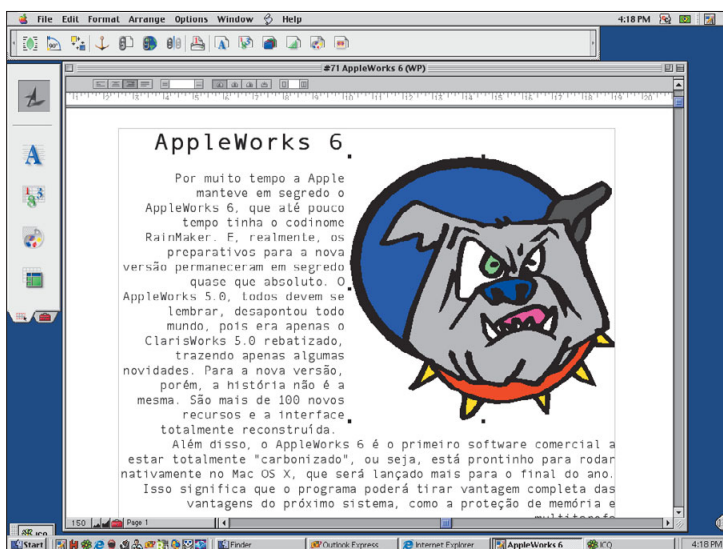 File Edit Format Arrange Options Window Help
4:18 PM
90°
#71 AppleWorks 6 (WP)
AppleWorks 6
Por muito tempo a Apple
manteve em segredo o
AppleWorks 6, que até pouco
tempo tinha o codinome
RainMaker. E, realmente, os
preparativos para a nova
versão permaneceram em segredo
quase que absoluto. O
AppleWorks 5.0, todos devem se
lembrar, desapontou todo
mundo, pois era apenas o
ClarisWorks 5.0 rebatizado,
trazendo apenas algumas
novidades. Para a nova versão,
porém, a história não é a
mesma. São mais de 100 novos
recursos e a interface
totalmente reconstruída.
Além disso, o AppleWorks 6 é o primeiro software comercial a
estar totalmente "carbonizado", ou seja, está prontinho para rodar
nativamente no Mac OS X, que será lançado mais para o final do ano.
Isso significa que o programa poderá tirar vantagem completa das
vantagens do próximo sistema, como a proteção de memória e
150 Page 1
ICQ
Start Finder Outlook Express Internet Explorer AppleWorks 6 ICQ 4:18 PM